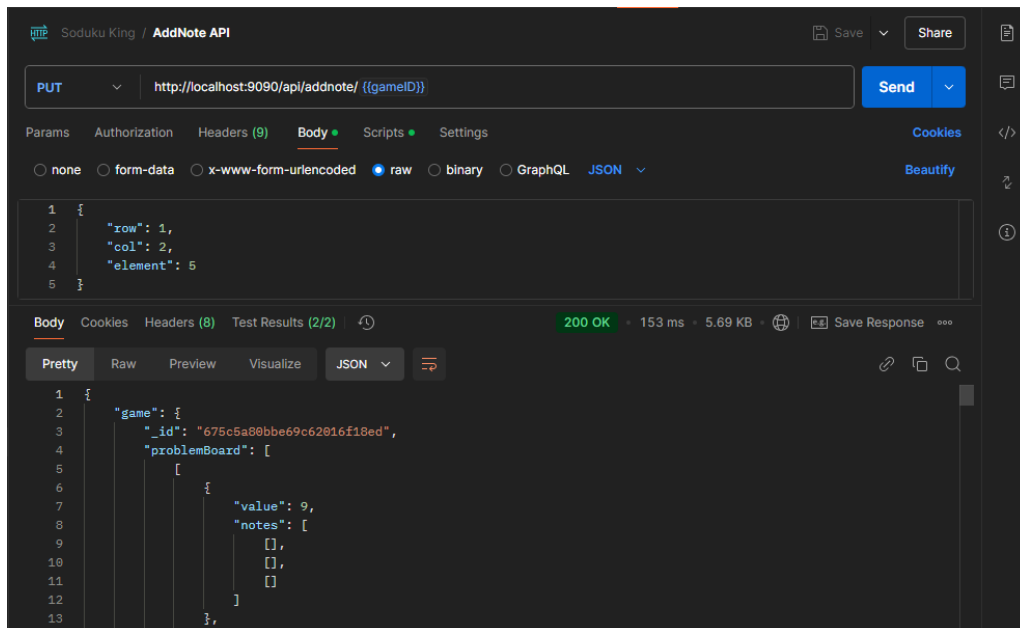 HTTP Soduku King / AddNote API Save Share
PUT http://localhost:9090/api/addnote/ {{gameID}} Send
Params Authorization Headers (9) Body Scripts Settings Cookies
none form-data x-www-form-urlencoded raw binary GraphQL JSON Beautify
1 {
2 "row": 1,
3 "col": 2,
4 "element": 5
5 }
Body Cookies Headers (8) Test Results (2/2) 200 OK • 153 ms • 5.69 KB • e.g. Save Response
Pretty Raw Preview Visualize JSON
1 {
2 "game": {
3 "_id": "675c5a80bbe69c62016f18ed",
4 "problemBoard": [
5 [
6 {
7 "value": 9,
8 "notes": [
9 [],
10 [],
11 []
12 ]
13 },